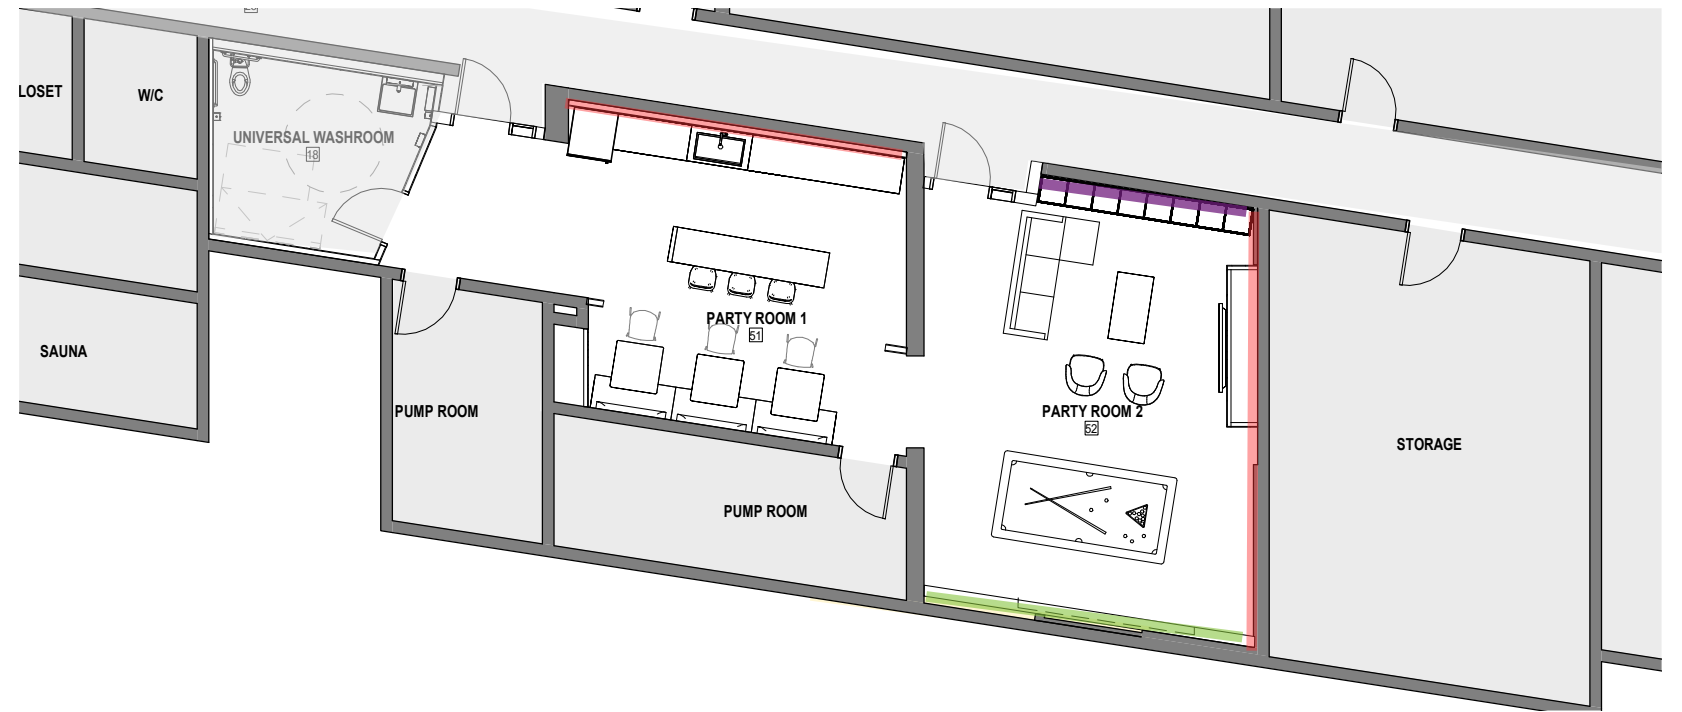 LOSET
W/C
UNIVERSAL WASHROOM
18
PARTY ROOM 1
51
SAUNA
PUMP ROOM
PARTY ROOM 2
52
STORAGE
PUMP ROOM